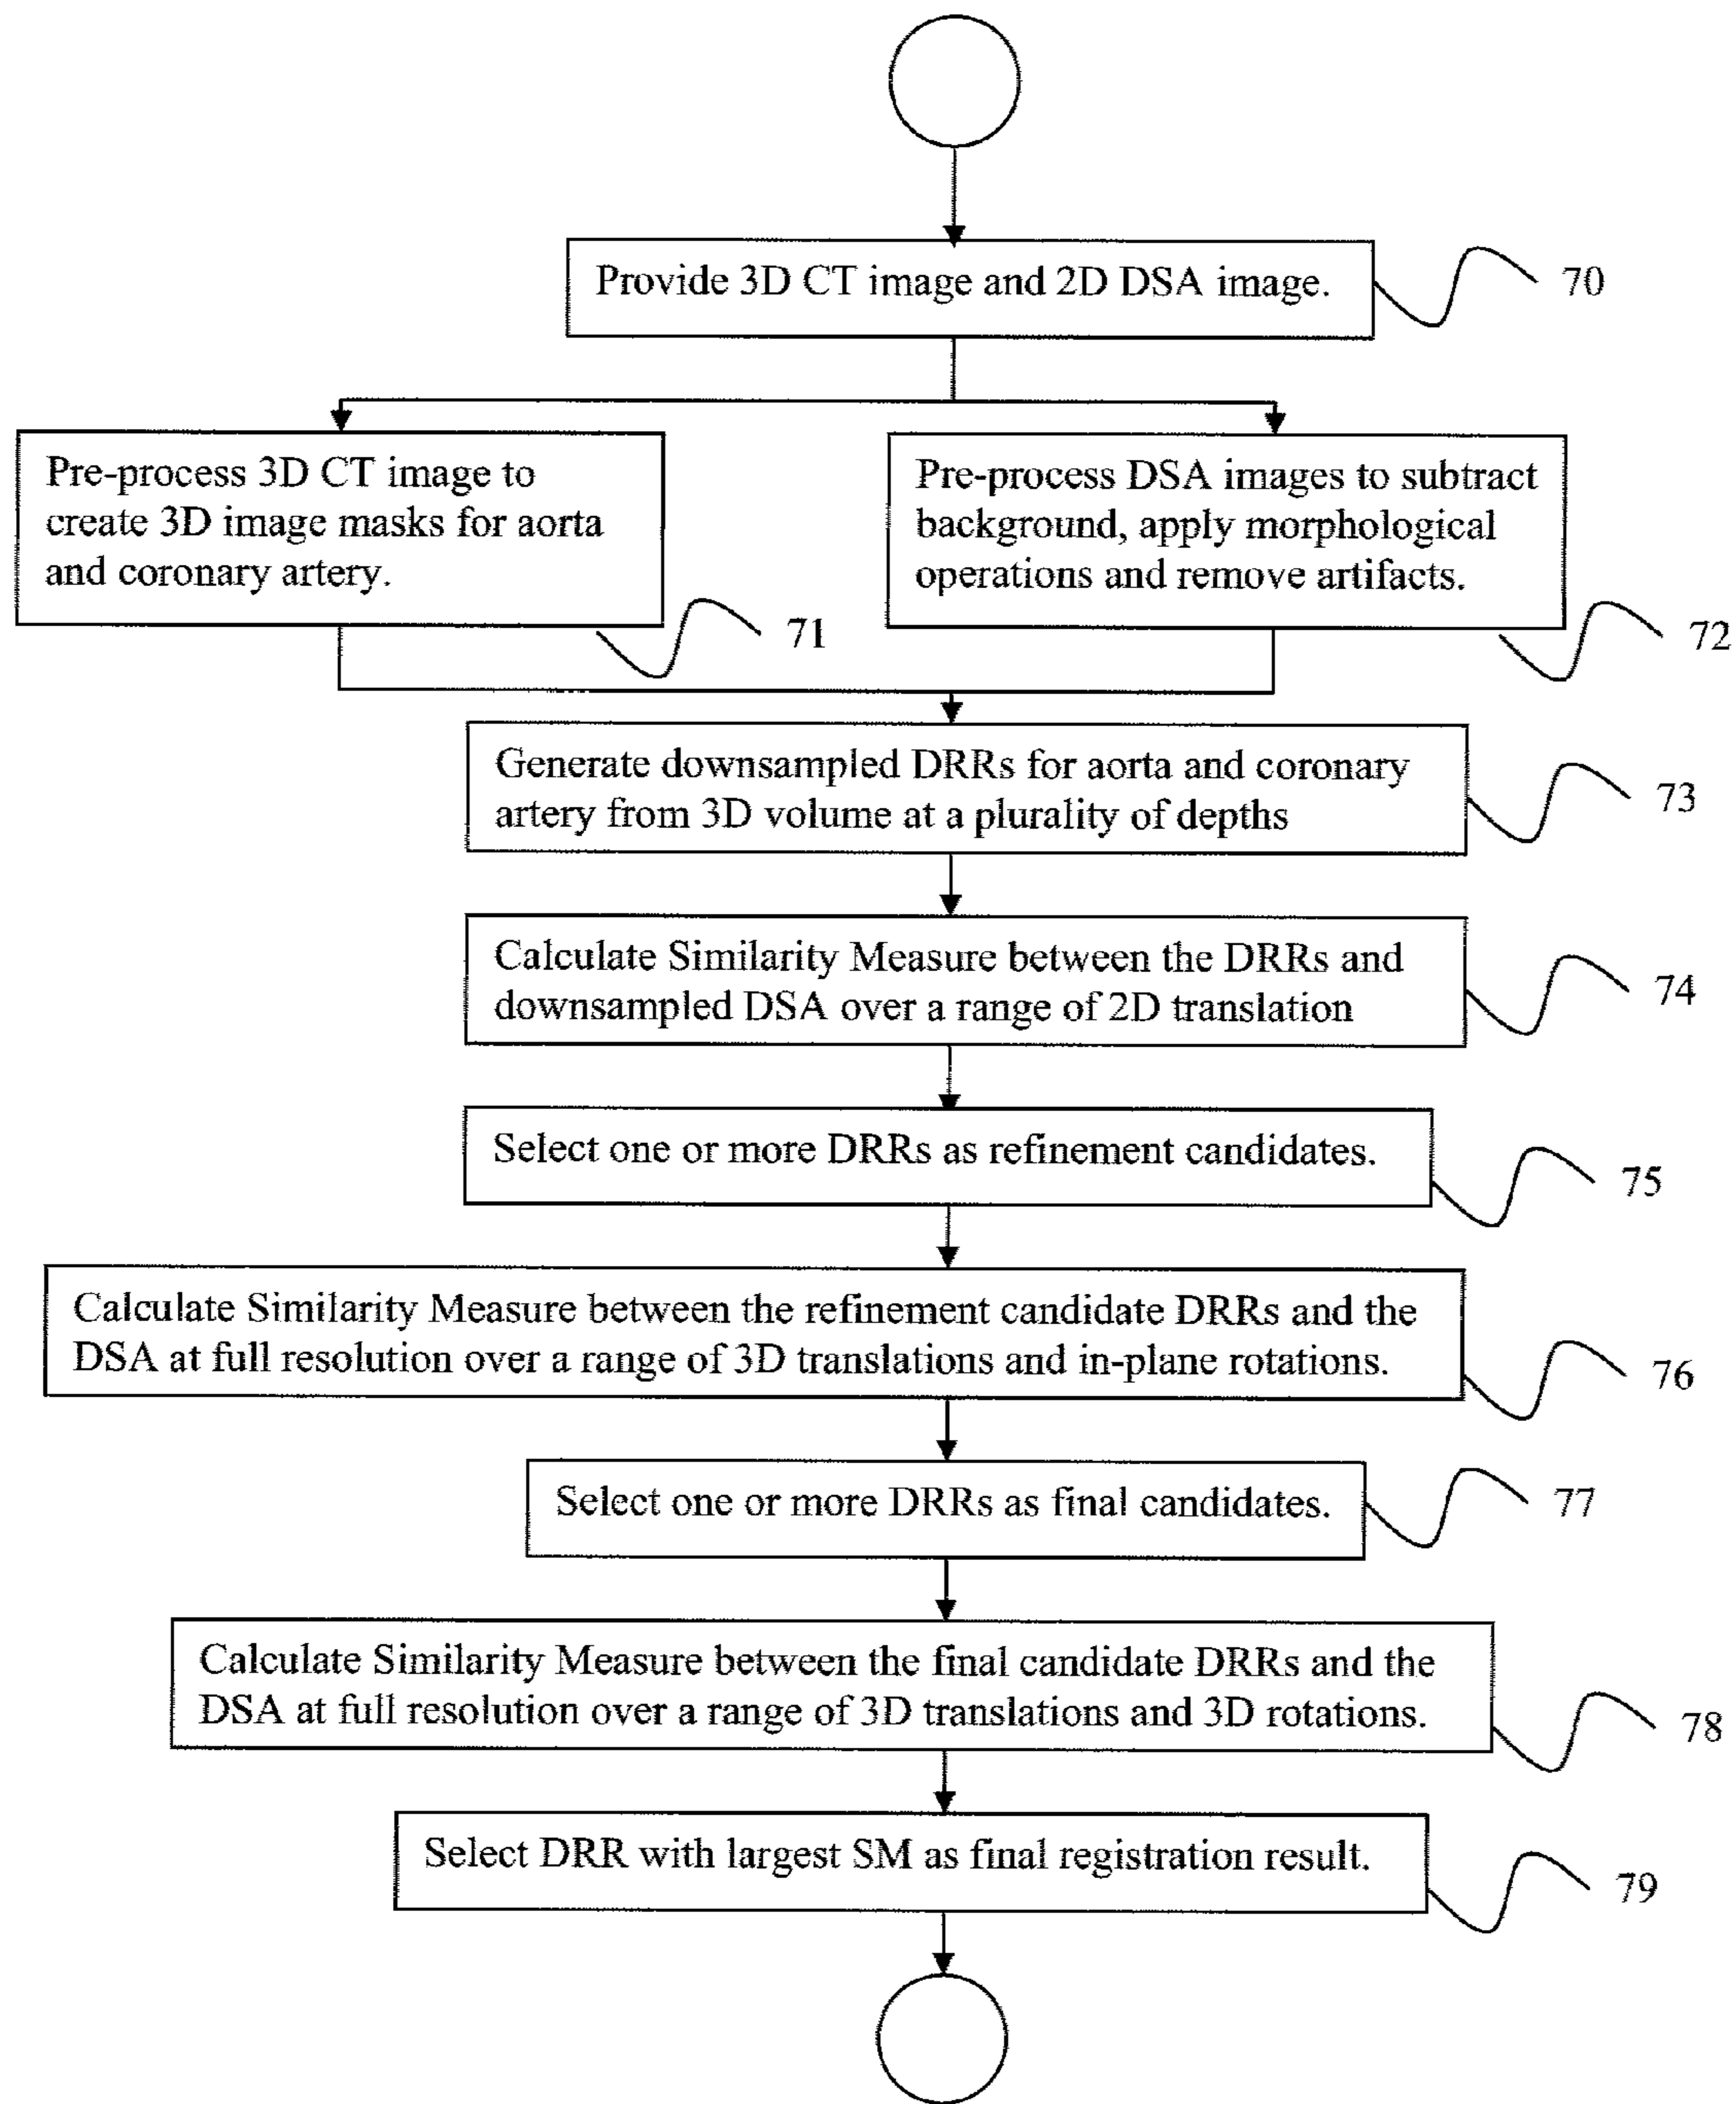 Provide 3D CT image and 2D DSA image.
70
Pre-process 3D CT image to
create 3D image masks for aorta
and coronary artery.
71
Pre-process DSA images to subtract
background, apply morphological
operations and remove artifacts.
72
Generate downsampled DRRs for aorta and coronary
artery from 3D volume at a plurality of depths
73
Calculate Similarity Measure between the DRRs and
downsampled DSA over a range of 2D translation
74
Select one or more DRRs as refinement candidates.
75
Calculate Similarity Measure between the refinement candidate DRRs and the
DSA at full resolution over a range of 3D translations and in-plane rotations.
76
Select one or more DRRs as final candidates.
77
Calculate Similarity Measure between the final candidate DRRs and the
DSA at full resolution over a range of 3D translations and 3D rotations.
78
Select DRR with largest SM as final registration result.
79